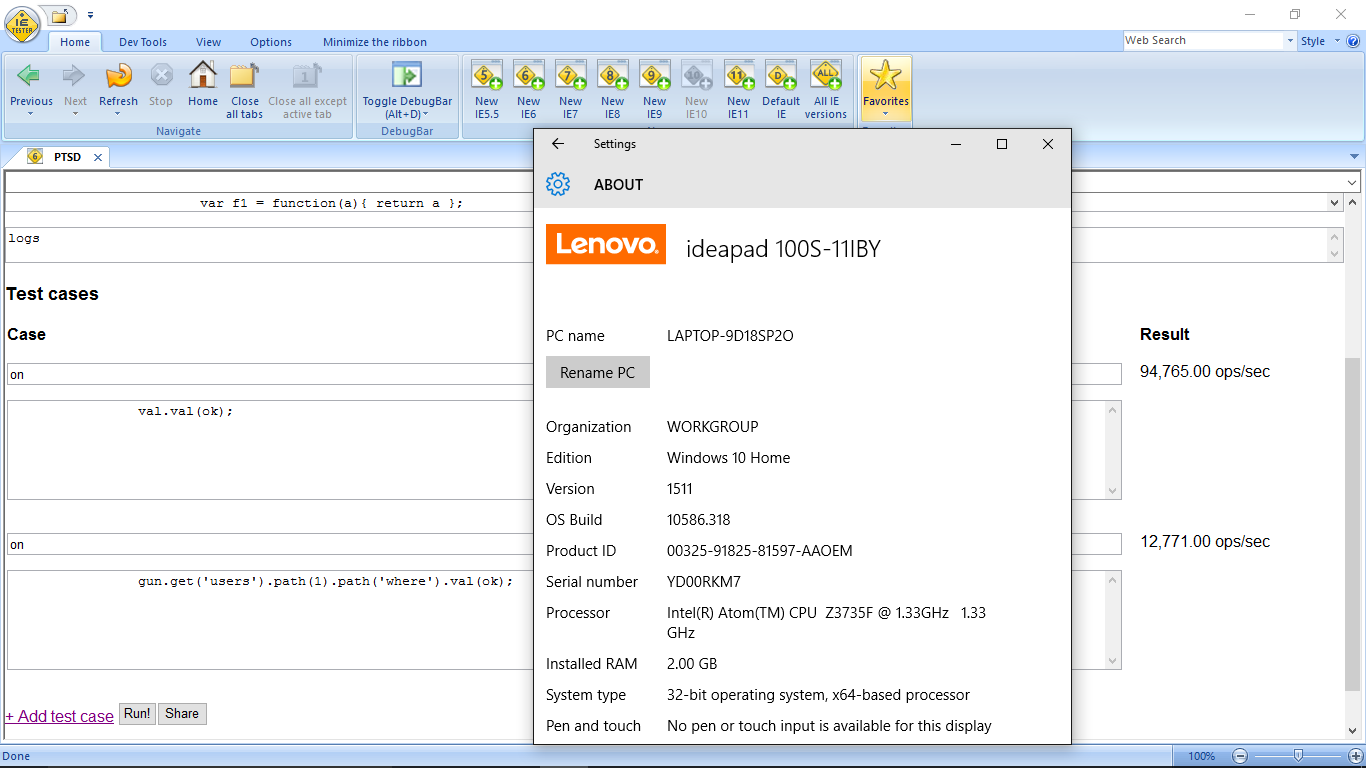 IE
TESTER
Home Dev Tools View Options Minimize the ribbon
Web Search Style
Previous Next Refresh Stop Home Close all tabs Close all except active tab
Navigate
Toggle DebugBar (Alt+D)
DebugBar
5 6 7 8 9 10 11 D ALL
New IE5.5 New IE6 New IE7 New IE8 New IE9 New IE10 New IE11 Default IE All IE versions
Favorites
6 PTSD
var f1 = function(a){ return a };
logs
Test cases
Case Result
on 94,765.00 ops/sec
val.val(ok);
on 12,771.00 ops/sec
gun.get('users').path(1).path('where').val(ok);
+ Add test case Run! Share
Done 100%
Settings
ABOUT
Lenovo ideapad 100S-11IBY
PC name LAPTOP-9D18SP2O
Rename PC
Organization WORKGROUP
Edition Windows 10 Home
Version 1511
OS Build 10586.318
Product ID 00325-91825-81597-AAOEM
Serial number YD00RKM7
Processor Intel(R) Atom(TM) CPU Z3735F @ 1.33GHz 1.33
GHz
Installed RAM 2.00 GB
System type 32-bit operating system, x64-based processor
Pen and touch No pen or touch input is available for this display